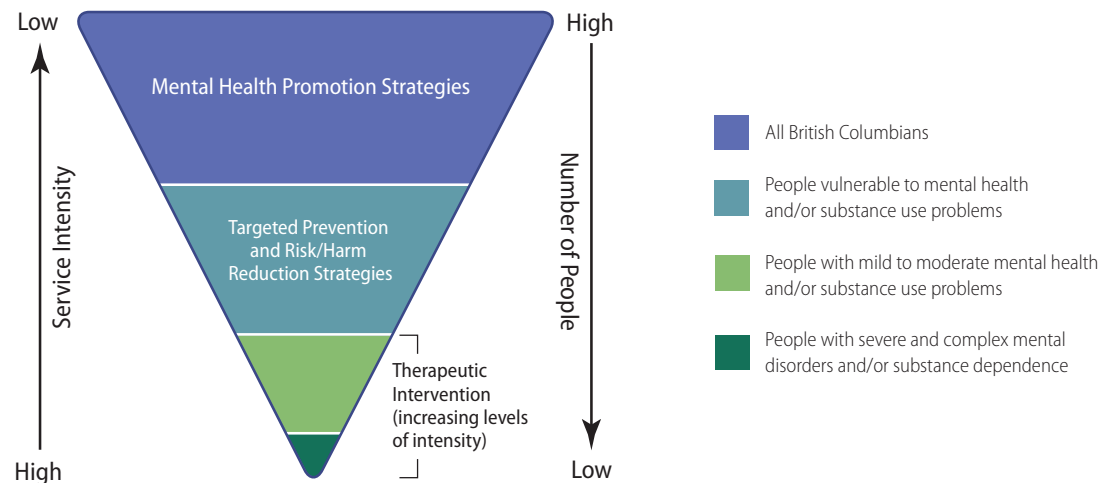 Low
High
Service Intensity
Mental Health Promotion Strategies
Targeted Prevention
and Risk/Harm
Reduction Strategies
Therapeutic
Intervention
(increasing levels
of intensity)
Number of People
High
Low
All British Columbians
People vulnerable to mental health
and/or substance use problems
People with mild to moderate mental health
and/or substance use problems
People with severe and complex mental
disorders and/or substance dependence